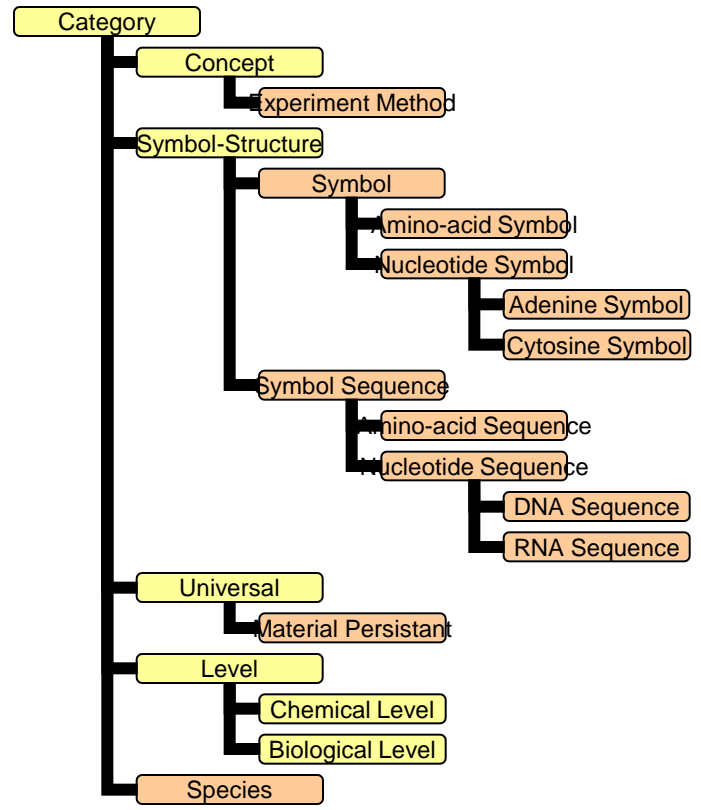 Category
Concept
Experiment Method
Symbol-Structure
Symbol
Amino-acid Symbol
Nucleotide Symbol
Adenine Symbol
Cytosine Symbol
Symbol Sequence
Amino-acid Sequence
Nucleotide Sequence
DNA Sequence
RNA Sequence
Universal
Material Persistant
Level
Chemical Level
Biological Level
Species